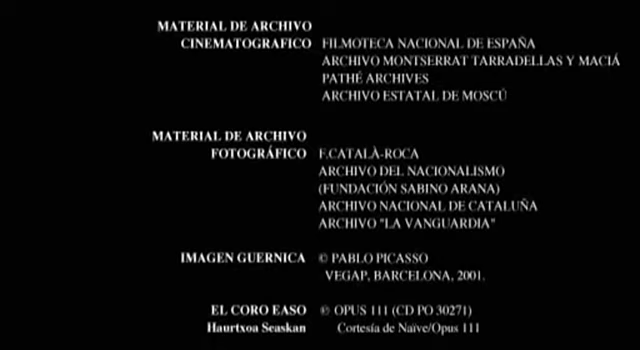 MATERIAL DE ARCHIVO
CINEMATOGRAFICO FILMOTECA NACIONAL DE ESPAÑA
ARCHIVO MONTSERRAT TARRADELLAS Y MACIÁ
PATHÉ ARCHIVES
ARCHIVO ESTATAL DE MOSCÚ
MATERIAL DE ARCHIVO
FOTOGRÁFICO F.CATALÀ-ROCA
ARCHIVO DEL NACIONALISMO
(FUNDACIÓN SABINO ARANA)
ARCHIVO NACIONAL DE CATALUÑA
ARCHIVO "LA VANGUARDIA"
IMAGEN GUERNICA © PABLO PICASSO
VEGAP, BARCELONA, 2001.
EL CORO EASO © OPUS 111 (CD PO 30271)
Haurtxoa Seaskan Cortesía de Naïve/Opus 111